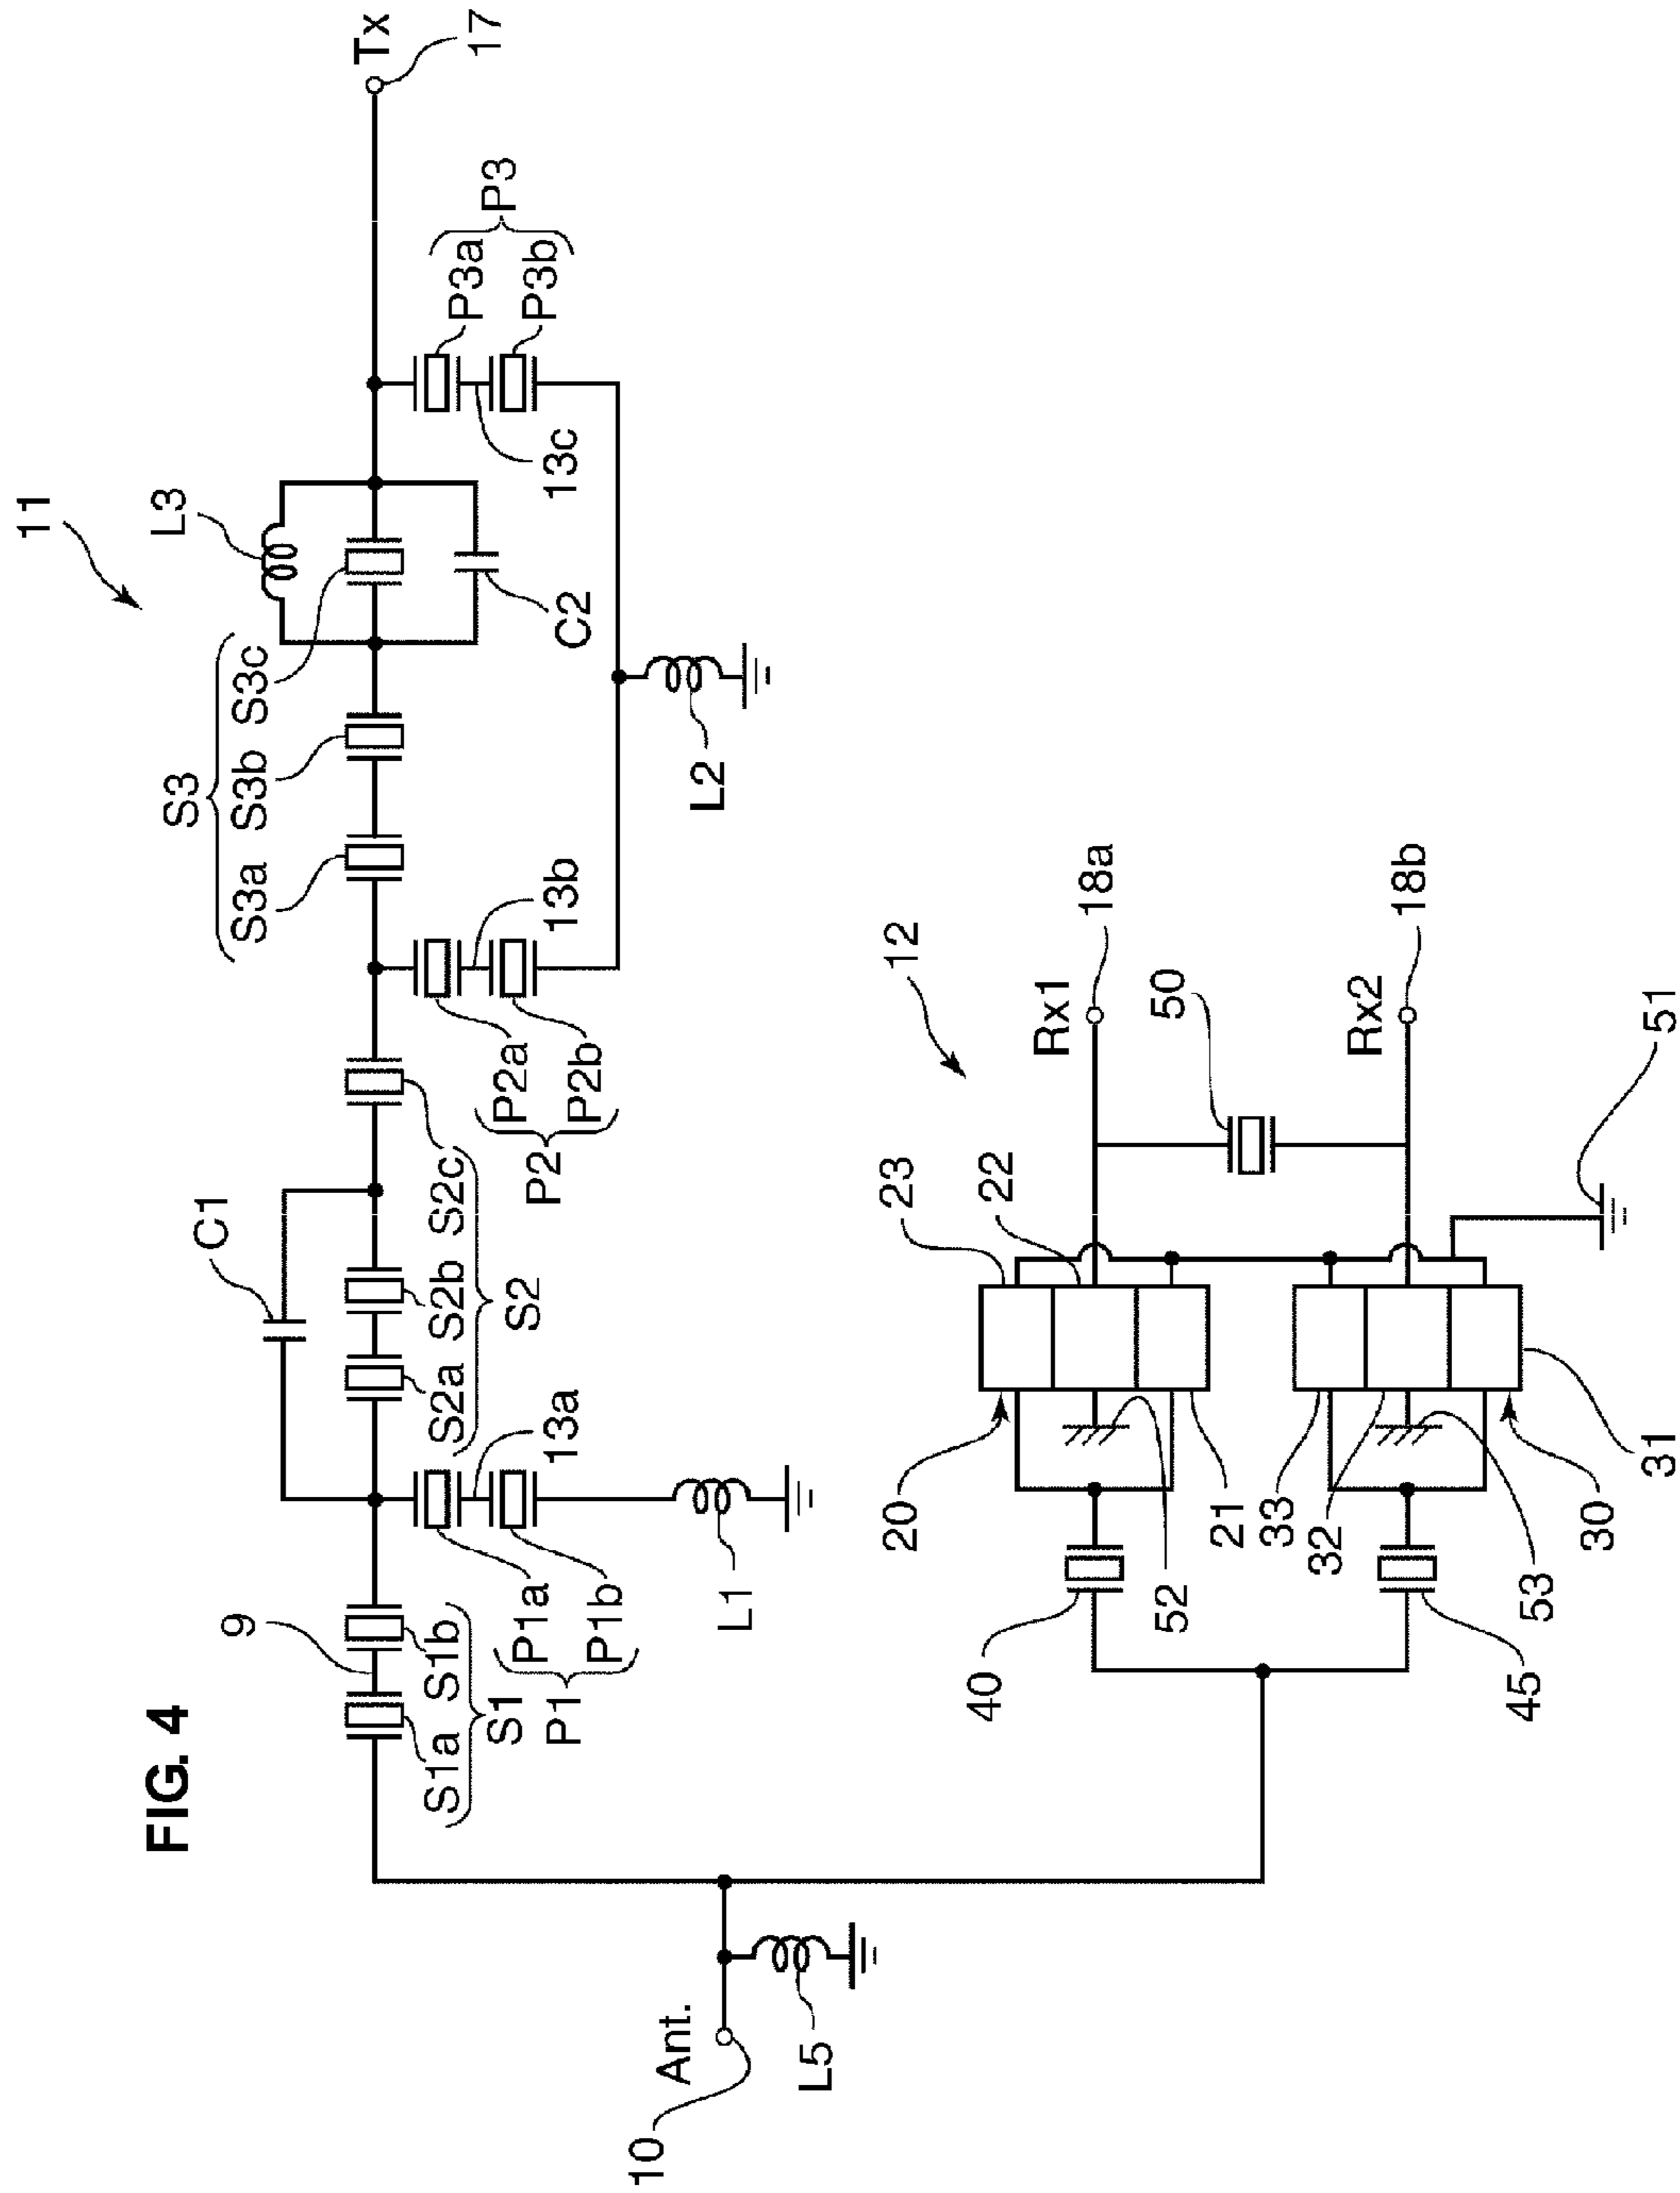 FIG. 4
11
L3
Tx
17
S3
S3a S3b S3c
C1
9
S1a S1b
S1
S2a S2b S2c
S2
C2
P1a
P1b
P1
13a
P2a
P2b
P2
13b
P3a
P3b
P3
13c
L1
L2
Ant.
10
L5
12
20
23
22
Rx1
18a
40
52
21
50
33
32
Rx2
18b
45
53
30
31
51